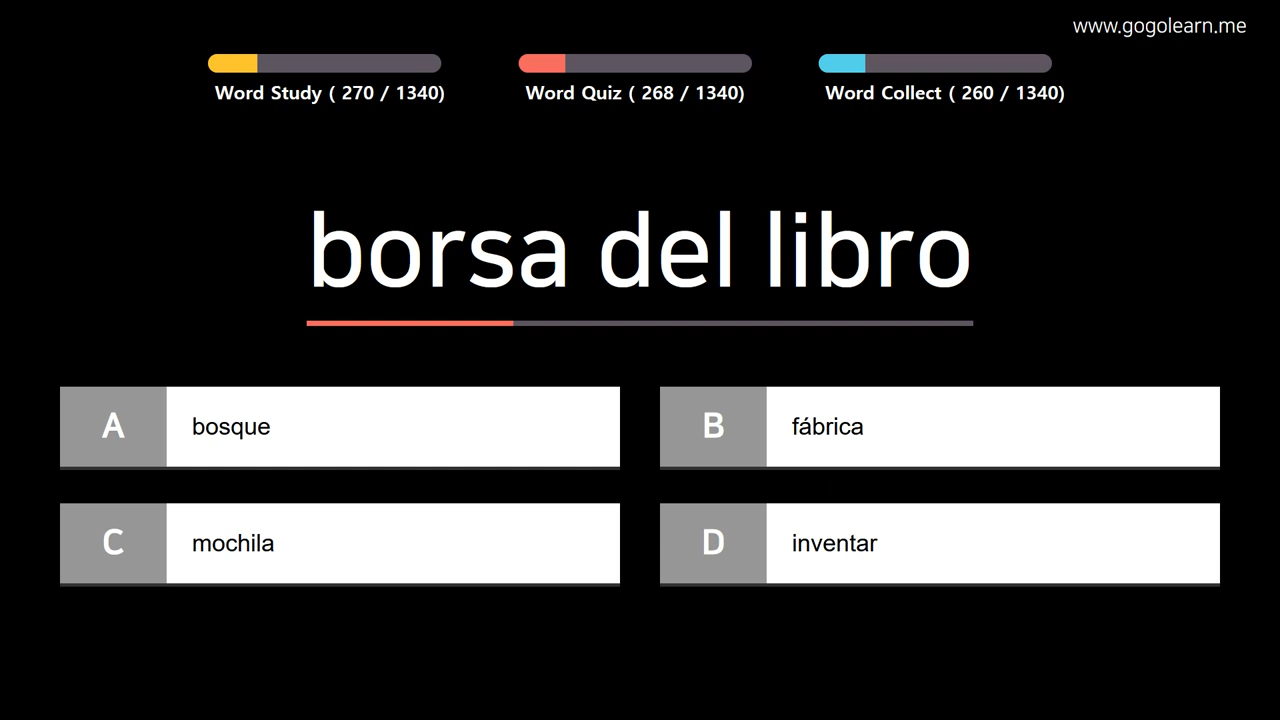 www.gogolearn.me
Word Study ( 270 / 1340)
Word Quiz ( 268 / 1340)
Word Collect ( 260 / 1340)
borsa del libro
A bosque
B fábrica
C mochila
D inventar